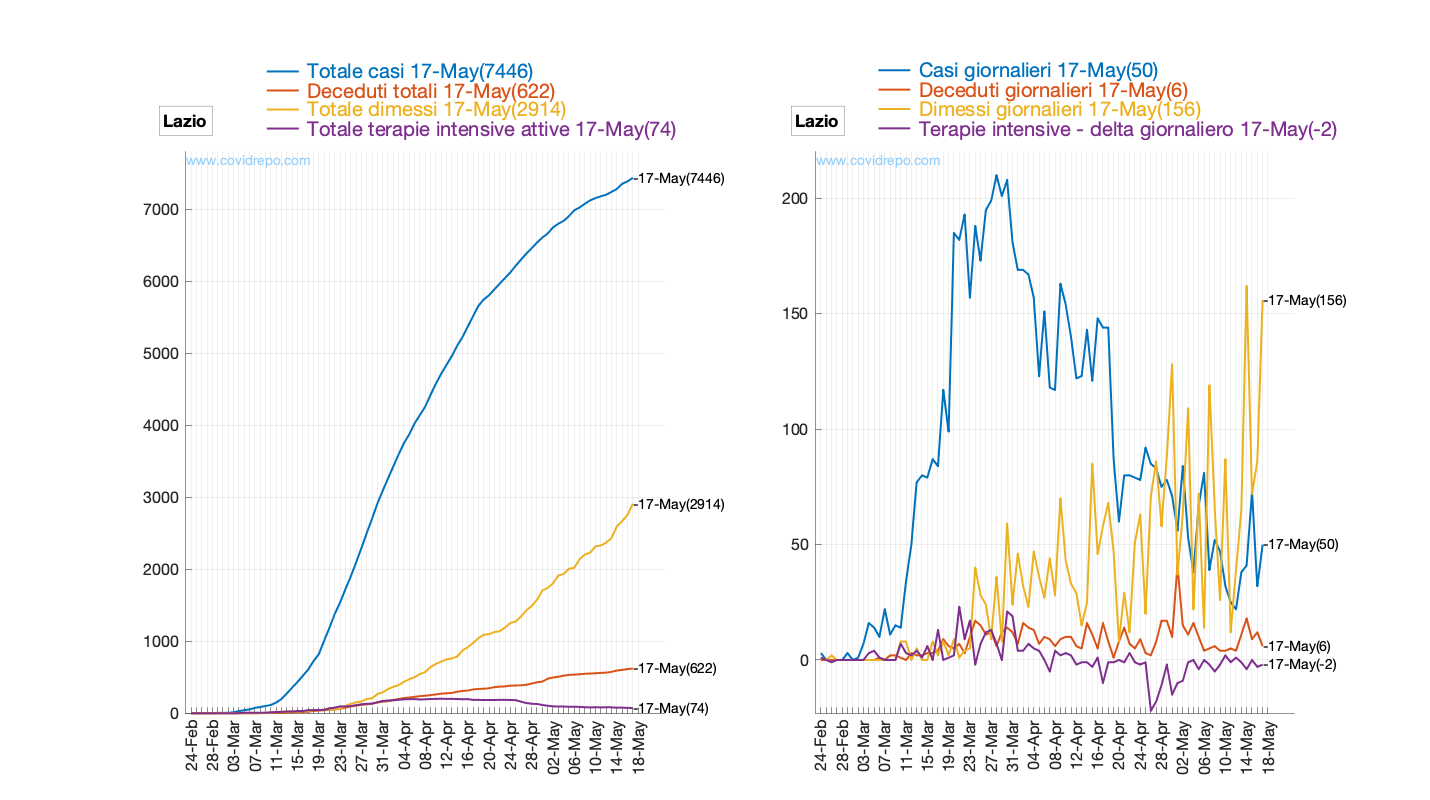 Totale casi 17-May(7446)
Deceduti totali 17-May(622)
Totale dimessi 17-May(2914)
Totale terapie intensive attive 17-May(74)
Lazio
www.covidrepo.com
7000
6000
5000
4000
3000
2000
1000
0
-17-May(7446)
-17-May(2914)
-17-May(622)
-17-May(74)
24-Feb
28-Feb
03-Mar
07-Mar
11-Mar
15-Mar
19-Mar
23-Mar
27-Mar
31-Mar
04-Apr
08-Apr
12-Apr
16-Apr
20-Apr
24-Apr
28-Apr
02-May
06-May
10-May
14-May
18-May
Casi giornalieri 17-May(50)
Deceduti giornalieri 17-May(6)
Dimessi giornalieri 17-May(156)
Terapie intensive - delta giornaliero 17-May(-2)
Lazio
www.covidrepo.com
200
150
100
50
0
-17-May(156)
-17-May(50)
-17-May(6)
-17-May(-2)
24-Feb
28-Feb
03-Mar
07-Mar
11-Mar
15-Mar
19-Mar
23-Mar
27-Mar
31-Mar
04-Apr
08-Apr
12-Apr
16-Apr
20-Apr
24-Apr
28-Apr
02-May
06-May
10-May
14-May
18-May